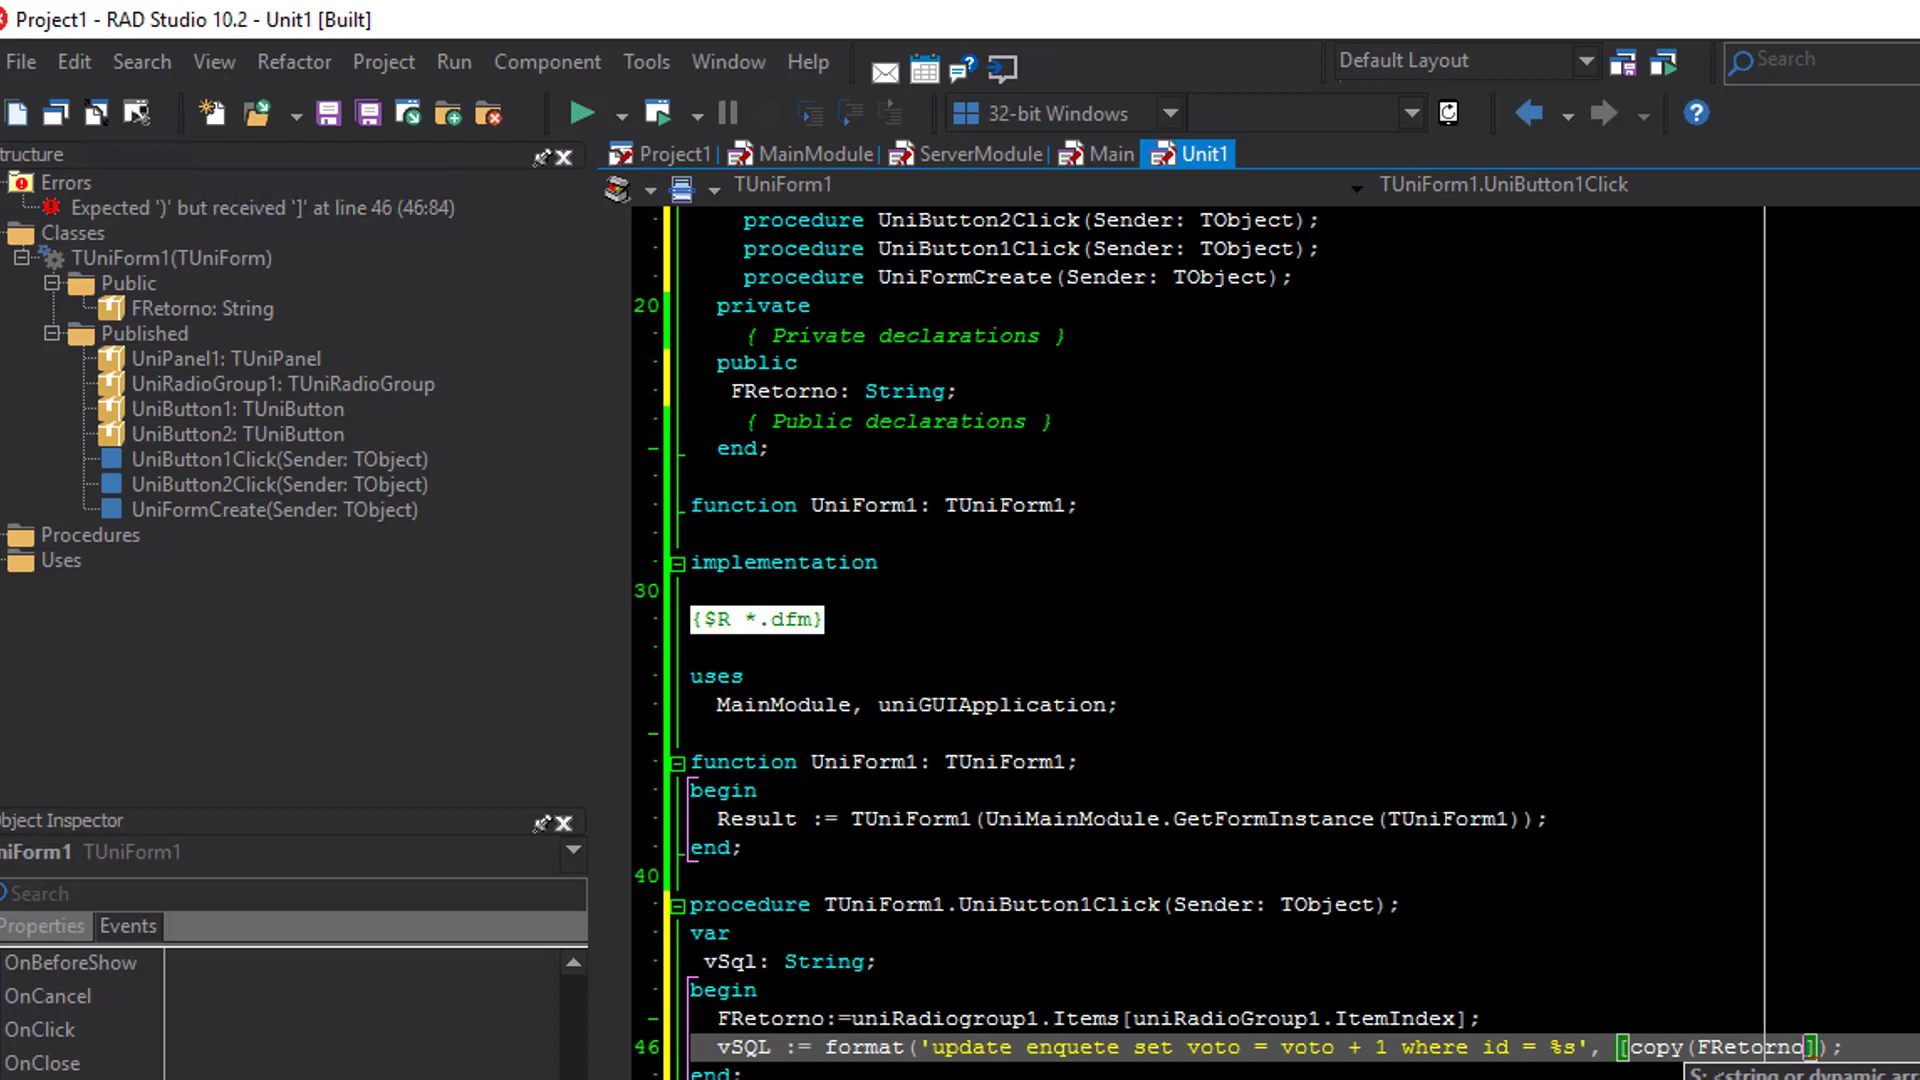 Project1 - RAD Studio 10.2 - Unit1 [Built]
File Edit Search View Refactor Project Run Component Tools Window Help
Default Layout
Search
32-bit Windows
tructure
Project1
MainModule
ServerModule
Main
Unit1
TUniForm1
TUniForm1.UniButton1Click
Errors
Expected ')' but received ']' at line 46 (46:84)
Classes
TUniForm1(TUniForm)
Public
FRetorno: String
Published
UniPanel1: TUniPanel
UniRadioGroup1: TUniRadioGroup
UniButton1: TUniButton
UniButton2: TUniButton
UniButton1Click(Sender: TObject)
UniButton2Click(Sender: TObject)
UniFormCreate(Sender: TObject)
Procedures
Uses
bject Inspector
niForm1 TUniForm1
Search
Properties Events
OnBeforeShow
OnCancel
OnClick
OnClose
procedure UniButton2Click(Sender: TObject);
procedure UniButton1Click(Sender: TObject);
procedure UniFormCreate(Sender: TObject);
20 private
{ Private declarations }
public
FRetorno: String;
{ Public declarations }
end;
function UniForm1: TUniForm1;
implementation
30
{$R *.dfm}
uses
MainModule, uniGUIApplication;
function UniForm1: TUniForm1;
begin
Result := TUniForm1(UniMainModule.GetFormInstance(TUniForm1));
end;
40
procedure TUniForm1.UniButton1Click(Sender: TObject);
var
vSql: String;
begin
FRetorno:=uniRadiogroup1.Items[uniRadioGroup1.ItemIndex];
46 vSQL := format('update enquete set voto = voto + 1 where id = %s', [copy(FRetorno]);
end;
S: <string or dynamic arr